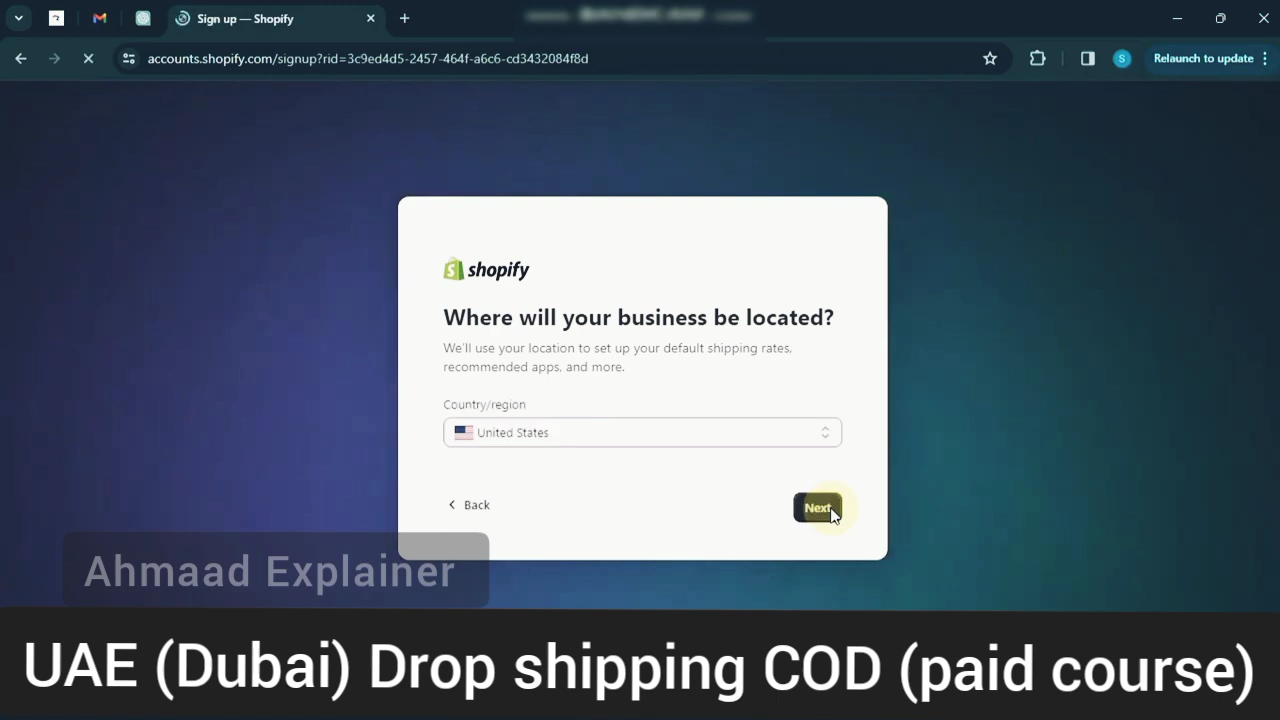 Sign up — Shopify
accounts.shopify.com/signup?rid=3c9ed4d5-2457-464f-a6c6-cd3432084f8d
S
Relaunch to update
shopify
Where will your business be located?
We'll use your location to set up your default shipping rates,
recommended apps, and more.
Country/region
United States
Back
Next
Ahmaad Explainer
UAE (Dubai) Drop shipping COD (paid course)